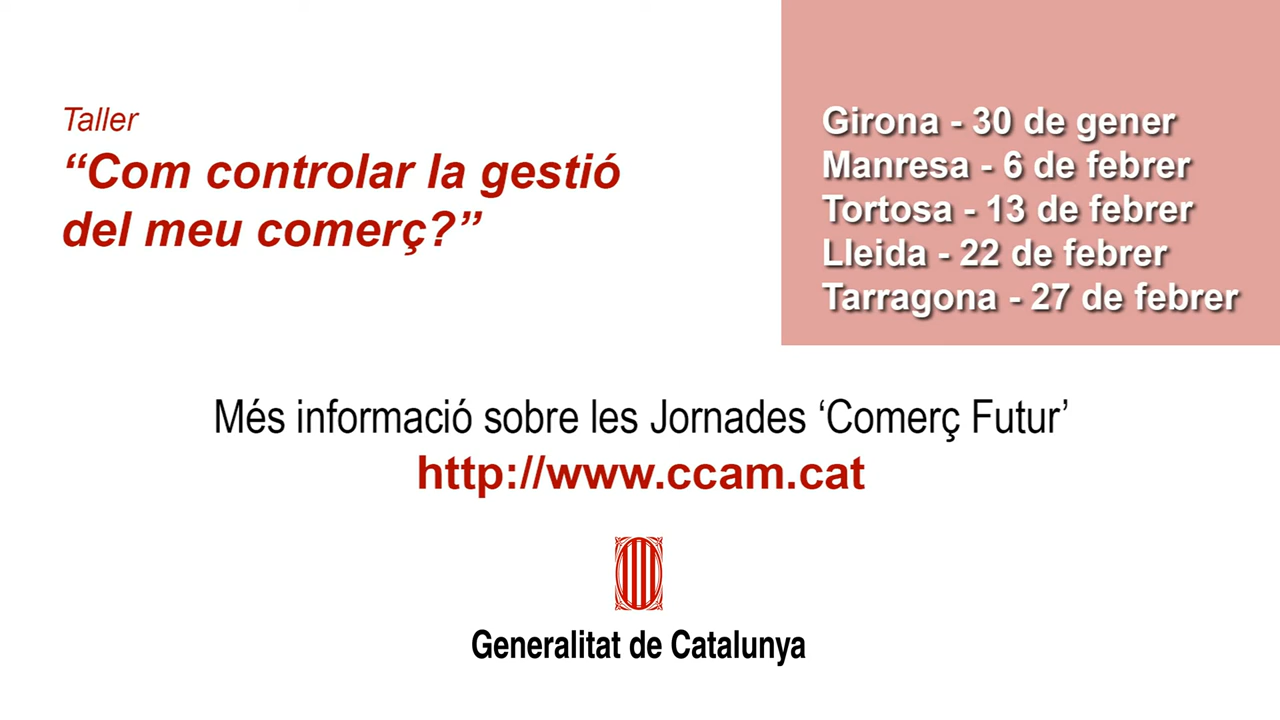 Taller
“Com controlar la gestió
del meu comerç?”
Girona - 30 de gener
Manresa - 6 de febrer
Tortosa - 13 de febrer
Lleida - 22 de febrer
Tarragona - 27 de febrer
Més informació sobre les Jornades ‘Comerç Futur’
http://www.ccam.cat
Generalitat de Catalunya